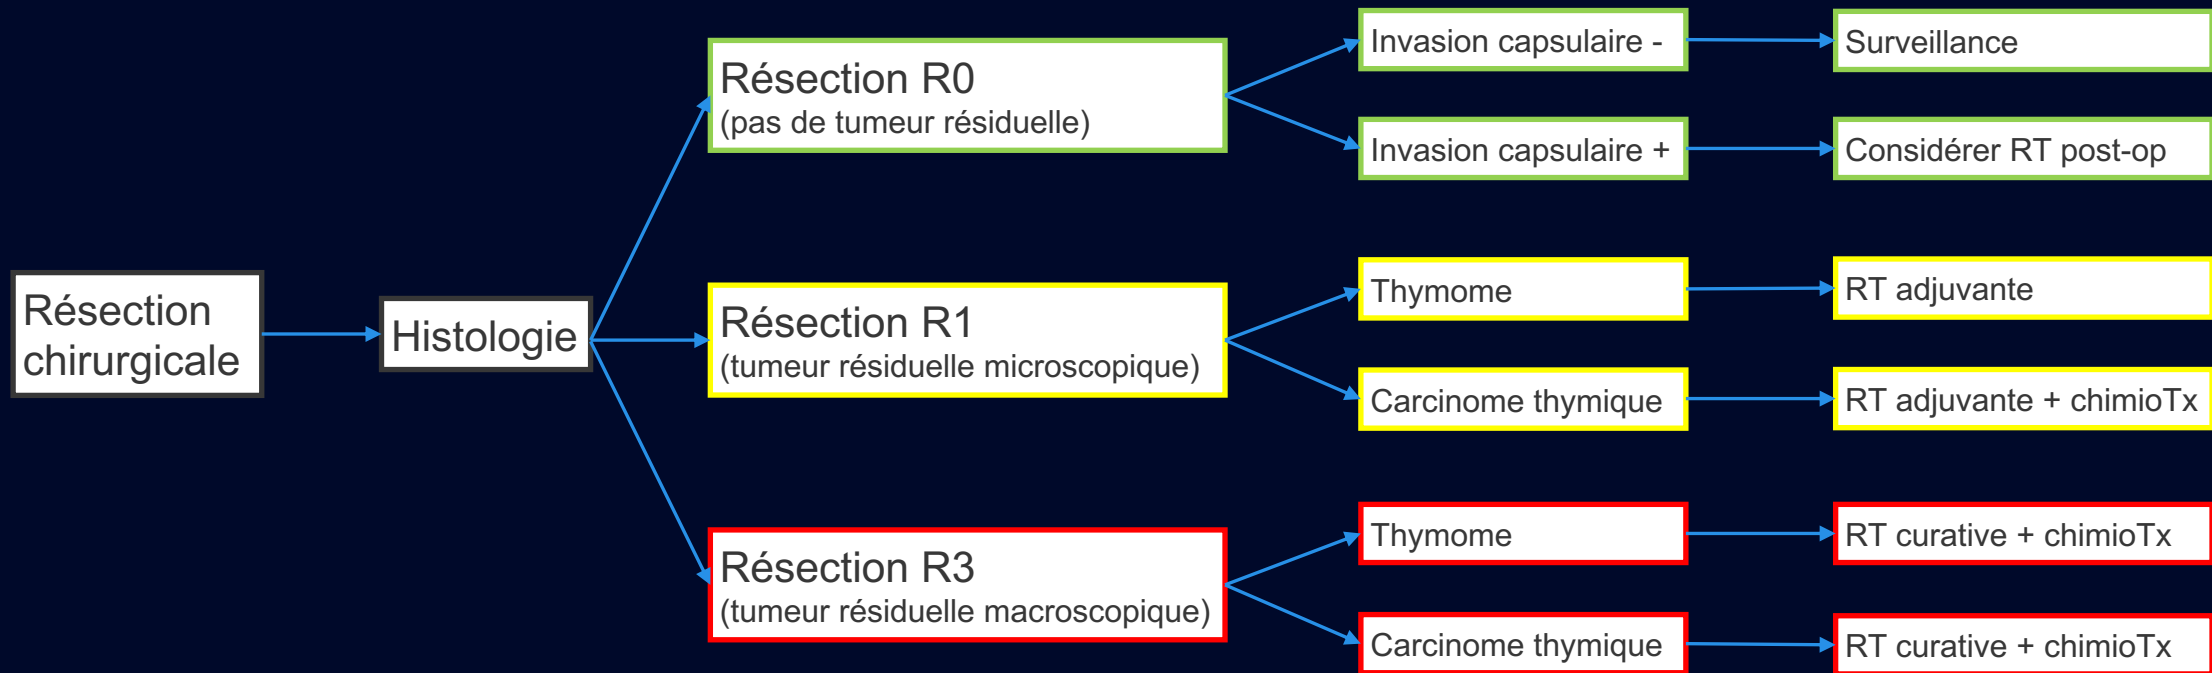 Résection
chirurgicale
Histologie
Résection R0
(pas de tumeur résiduelle)
Invasion capsulaire -
Surveillance
Invasion capsulaire +
Considérer RT post-op
Résection R1
(tumeur résiduelle microscopique)
Thymome
RT adjuvante
Carcinome thymique
RT adjuvante + chimioTx
Résection R3
(tumeur résiduelle macroscopique)
Thymome
RT curative + chimioTx
Carcinome thymique
RT curative + chimioTx